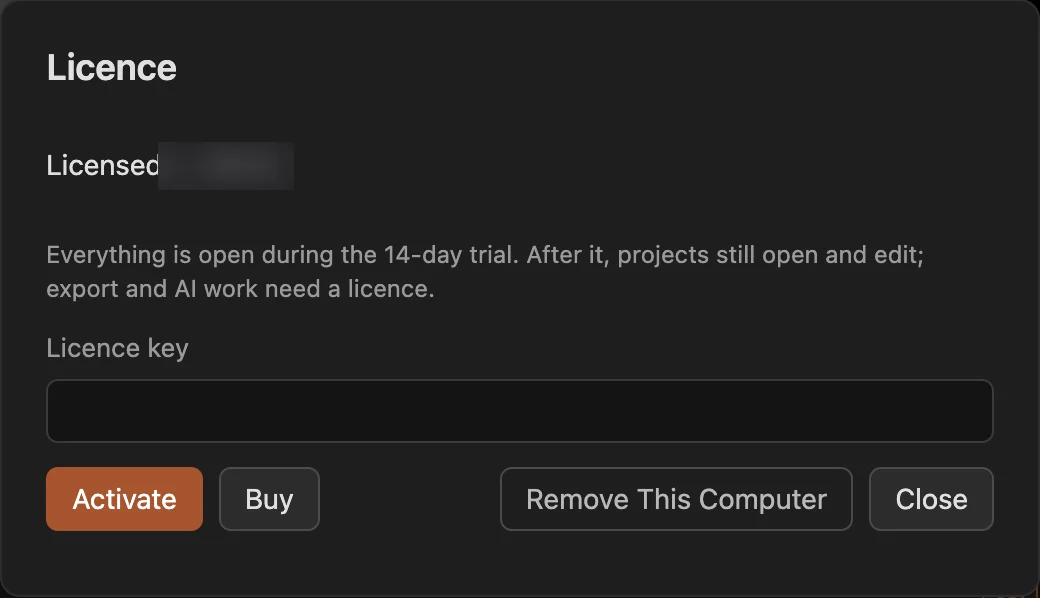 Licence
Licensed
Everything is open during the 14-day trial. After it, projects still open and edit;
export and AI work need a licence.
Licence key
Activate
Buy
Remove This Computer
Close